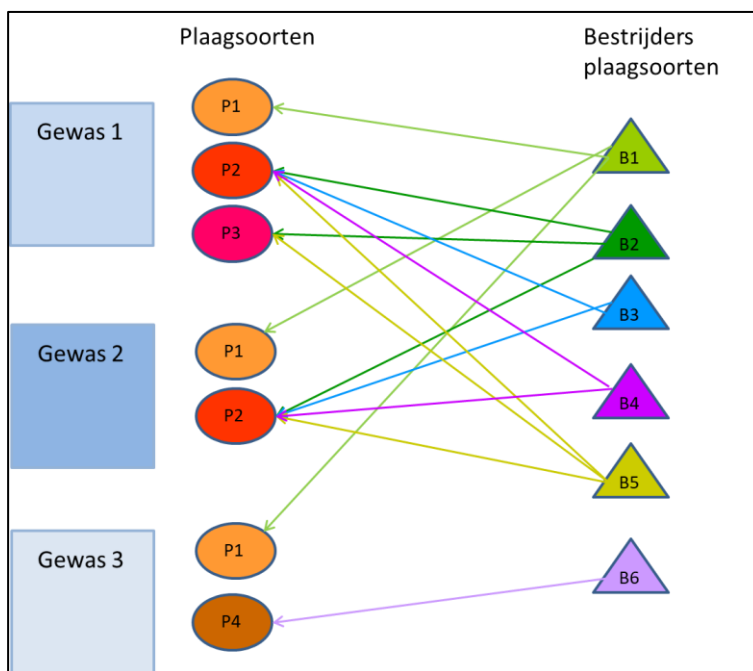 Plaagsoorten
Bestrijders
plaagsoorten
Gewas 1
P1
P2
P3
Gewas 2
P1
P2
Gewas 3
P1
P4
B1
B2
B3
B4
B5
B6